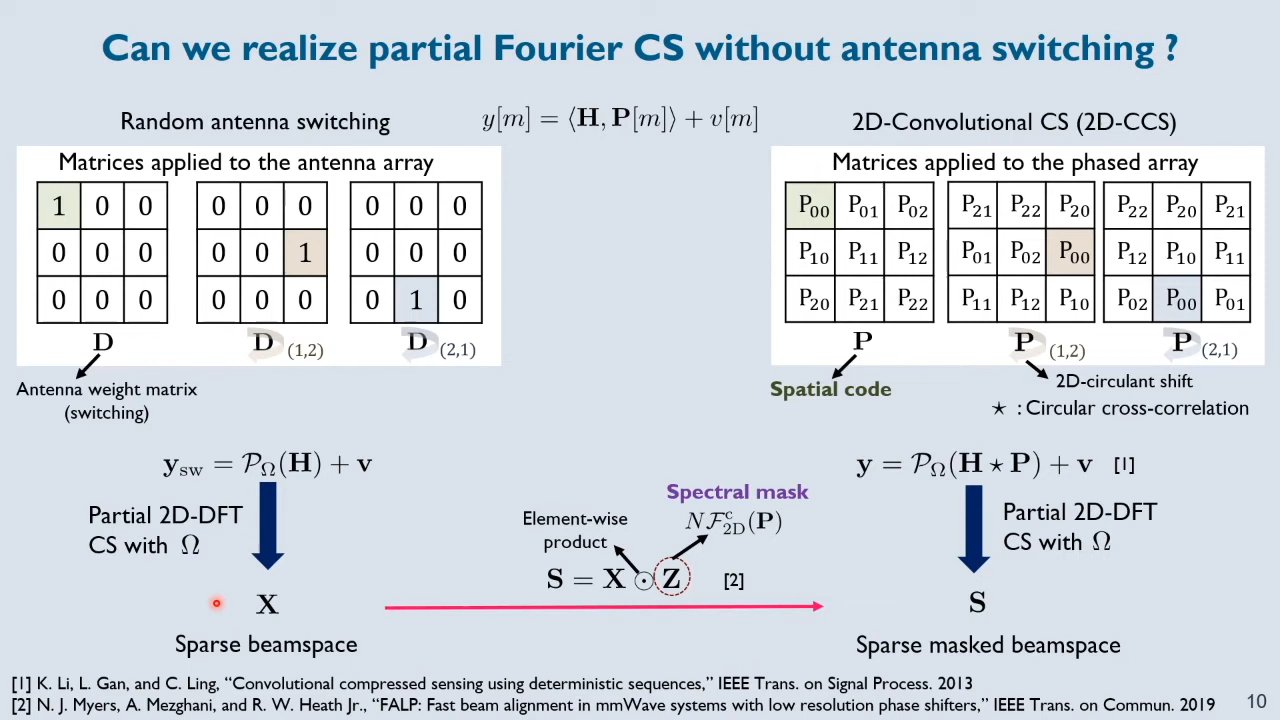 Can we realize partial Fourier CS without antenna switching ?
Random antenna switching
y[m] = ⟨H, P[m]⟩ + v[m]
2D-Convolutional CS (2D-CCS)
Matrices applied to the antenna array
1 0 0
0 0 0
0 0 0
D
0 0 0
0 0 1
0 0 0
D (1,2)
0 0 0
0 0 0
0 1 0
D (2,1)
Antenna weight matrix
(switching)
Matrices applied to the phased array
P₀₀ P₀₁ P₀₂
P₁₀ P₁₁ P₁₂
P₂₀ P₂₁ P₂₂
P
P₂₁ P₂₂ P₂₀
P₀₁ P₀₂ P₀₀
P₁₁ P₁₂ P₁₀
P (1,2)
P₂₂ P₂₀ P₂₁
P₁₂ P₁₀ P₁₁
P₀₂ P₀₀ P₀₁
P (2,1)
Spatial code
2D-circulant shift
⋆ : Circular cross-correlation
y_sw = 𝒫_Ω(H) + v
Partial 2D-DFT
CS with Ω
X
Sparse beamspace
Element-wise
product
Spectral mask
Nℱ^c_2D(P)
S = X ⊙ Z [2]
y = 𝒫_Ω(H ⋆ P) + v [1]
Partial 2D-DFT
CS with Ω
S
Sparse masked beamspace
[1] K. Li, L. Gan, and C. Ling, “Convolutional compressed sensing using deterministic sequences,” IEEE Trans. on Signal Process. 2013
[2] N. J. Myers, A. Mezghani, and R. W. Heath Jr., “FALP: Fast beam alignment in mmWave systems with low resolution phase shifters,” IEEE Trans. on Commun. 2019
10